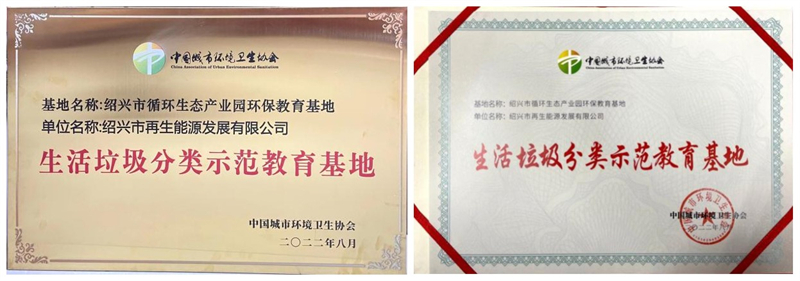 中国城市环境卫生协会
China Association of Urban Environmental Sanitation
基地名称:绍兴市循环生态产业园环保教育基地
单位名称:绍兴市再生能源发展有限公司
生活垃圾分类示范教育基地
中国城市环境卫生协会
二〇二二年八月
中国城市环境卫生协会
基地名称:绍兴市循环生态产业园环保教育基地
单位名称:绍兴市再生能源发展有限公司
生活垃圾分类示范教育基地
中国城市环境卫生协会
二〇二二年